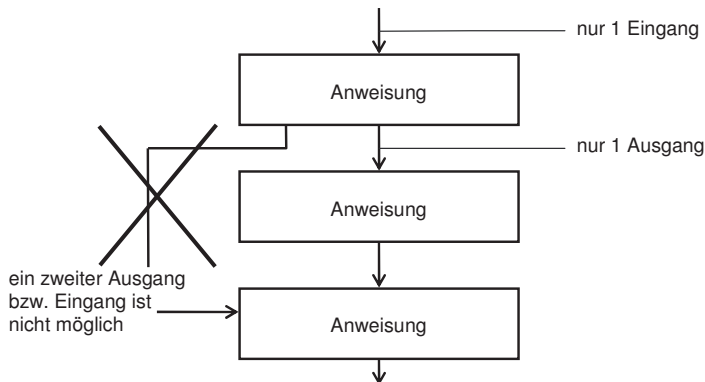 nur 1 Eingang
Anweisung
nur 1 Ausgang
Anweisung
ein zweiter Ausgang
bzw. Eingang ist
nicht möglich
Anweisung